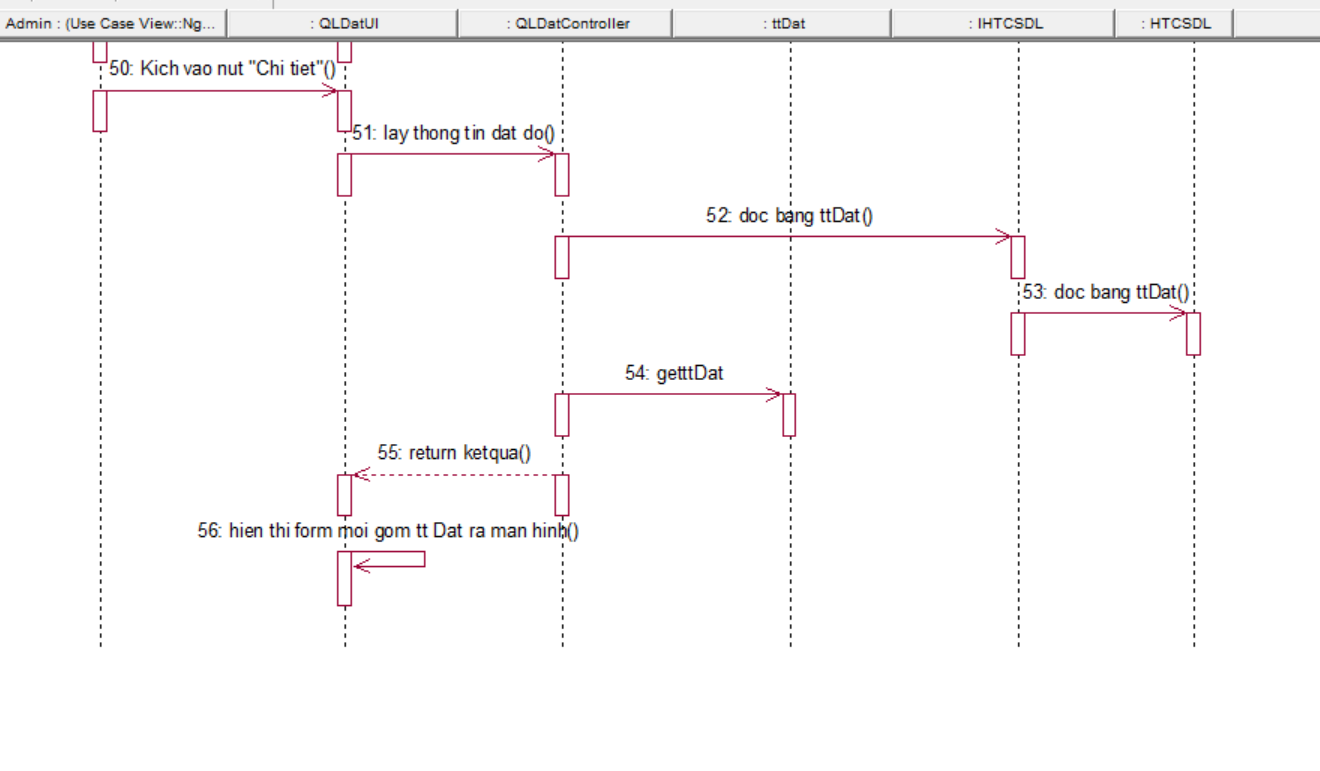 Admin : (Use Case View::Ng...
: QLDatUI
: QLDatController
: ttDat
: IHTCSDL
: HTCSDL
50: Kich vao nut "Chi tiet"()
51: lay thong tin dat do()
52: doc bang ttDat()
53: doc bang ttDat()
54: getttDat
55: return ketqua()
56: hien thi form moi gom tt Dat ra man hinh()